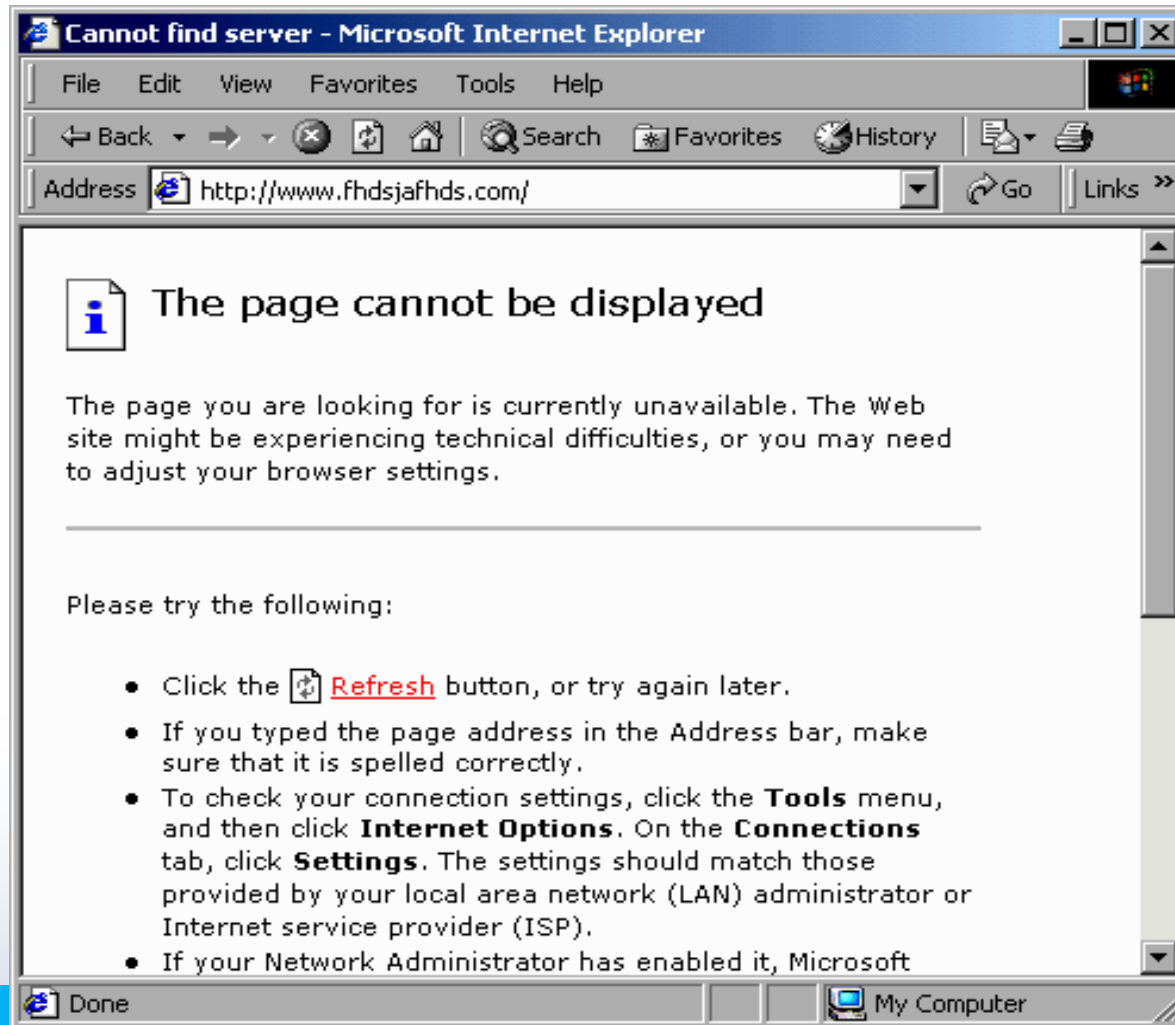 Cannot find server - Microsoft Internet Explorer
File Edit View Favorites Tools Help
Back Search Favorites History
Address http://www.fhdsjafhds.com/ Go Links »
The page cannot be displayed
The page you are looking for is currently unavailable. The Web
site might be experiencing technical difficulties, or you may need
to adjust your browser settings.
Please try the following:
• Click the Refresh button, or try again later.
• If you typed the page address in the Address bar, make
sure that it is spelled correctly.
• To check your connection settings, click the Tools menu,
and then click Internet Options. On the Connections
tab, click Settings. The settings should match those
provided by your local area network (LAN) administrator or
Internet service provider (ISP).
• If your Network Administrator has enabled it, Microsoft
Done My Computer